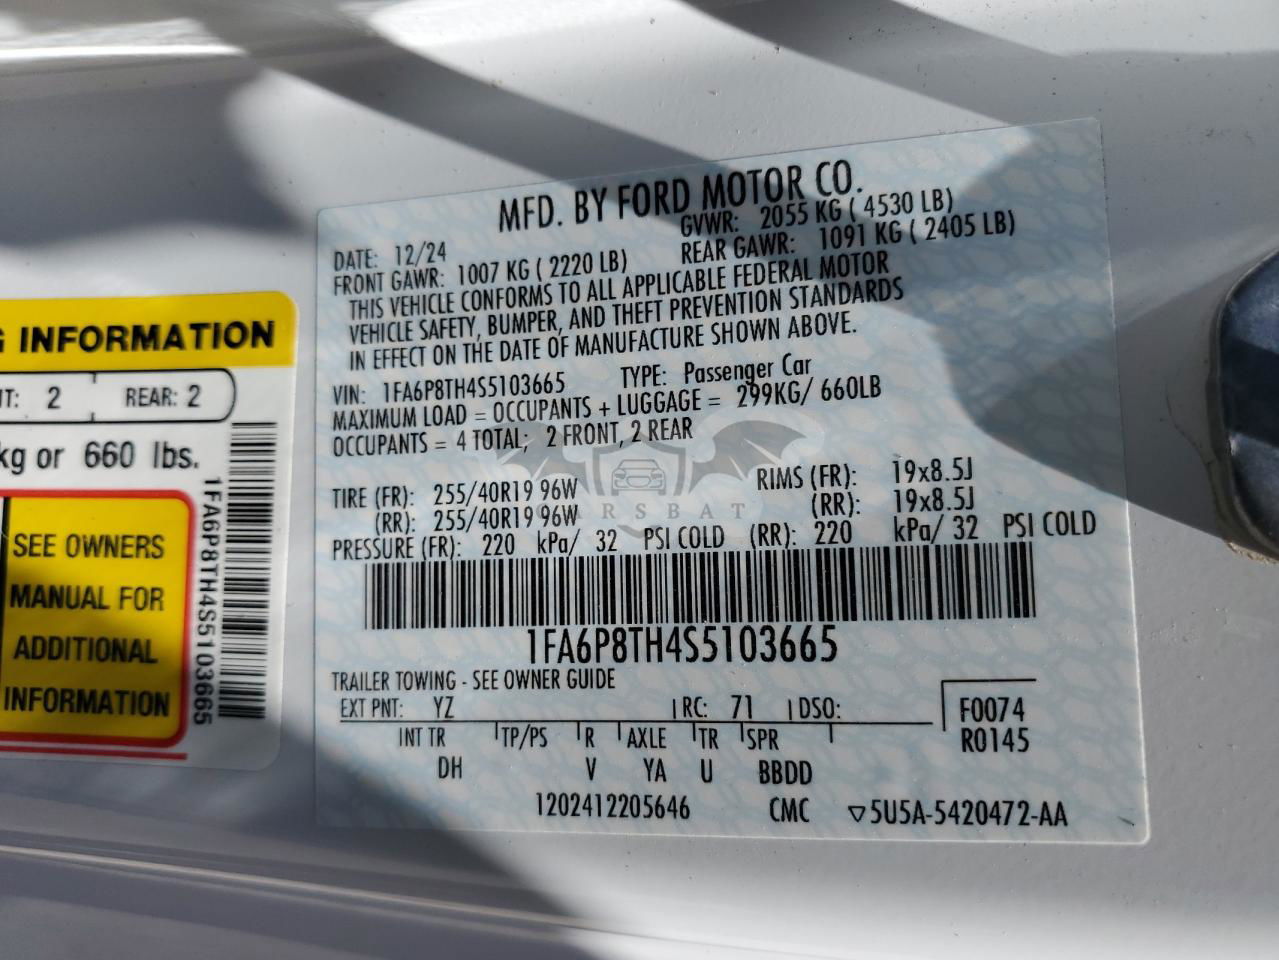 G INFORMATION
NT: 2 REAR: 2
kg or 660 lbs.
SEE OWNERS
MANUAL FOR
ADDITIONAL
INFORMATION
1FA6P8TH4S5103665
MFD. BY FORD MOTOR CO.
DATE: 12/24 GVWR: 2055 KG ( 4530 LB)
FRONT GAWR: 1007 KG ( 2220 LB) REAR GAWR: 1091 KG ( 2405 LB)
THIS VEHICLE CONFORMS TO ALL APPLICABLE FEDERAL MOTOR
VEHICLE SAFETY, BUMPER, AND THEFT PREVENTION STANDARDS
IN EFFECT ON THE DATE OF MANUFACTURE SHOWN ABOVE.
VIN: 1FA6P8TH4S5103665 TYPE: Passenger Car
MAXIMUM LOAD = OCCUPANTS + LUGGAGE = 299KG/ 660LB
OCCUPANTS = 4 TOTAL; 2 FRONT, 2 REAR
TIRE (FR): 255/40R19 96W RIMS (FR): 19x8.5J
(RR): 255/40R19 96W (RR): 19x8.5J
CARSBAT
PRESSURE (FR): 220 kPa/ 32 PSI COLD (RR): 220 kPa/ 32 PSI COLD
1FA6P8TH4S5103665
TRAILER TOWING - SEE OWNER GUIDE
EXT PNT: YZ RC: 71 DSO: F0074
INT TR TP/PS R AXLE TR SPR R0145
DH V YA U BBDD
1202412205646 CMC ▽5U5A-5420472-AA